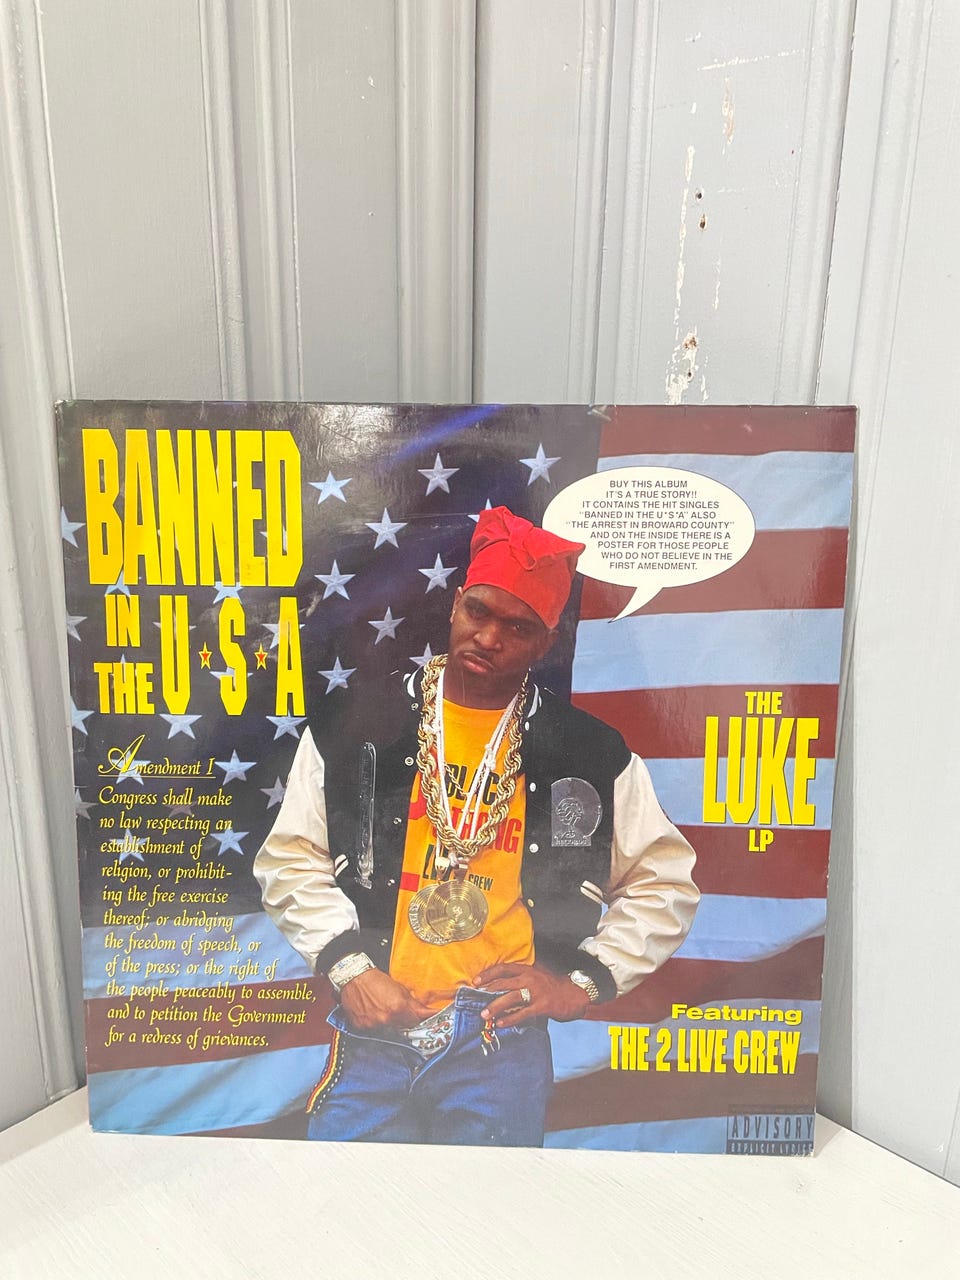 BANNED
IN
THE U★S★A
Amendment I
Congress shall make
no law respecting an
establishment of
religion, or prohibit-
ing the free exercise
thereof; or abridging
the freedom of speech, or
of the press; or the right of
the people peaceably to assemble,
and to petition the Government
for a redress of grievances.
BUY THIS ALBUM
IT'S A TRUE STORY!!
IT CONTAINS THE HIT SINGLES
"BANNED IN THE U*S*A" ALSO
"THE ARREST IN BROWARD COUNTY"
AND ON THE INSIDE THERE IS A
POSTER FOR THOSE PEOPLE
WHO DO NOT BELIEVE IN THE
FIRST AMENDMENT.
THE
LUKE
LP
CREW
RECORDS
Featuring
THE 2 LIVE CREW
ADVISORY
EXPLICIT LYRICS